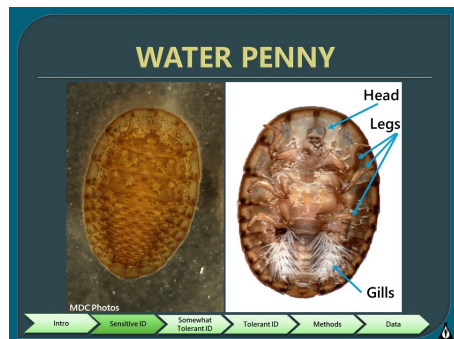 WATER PENNY
Head
Legs
Gills
MDC Photos
Intro
Sensitive ID
Somewhat
Tolerant ID
Tolerant ID
Methods
Data